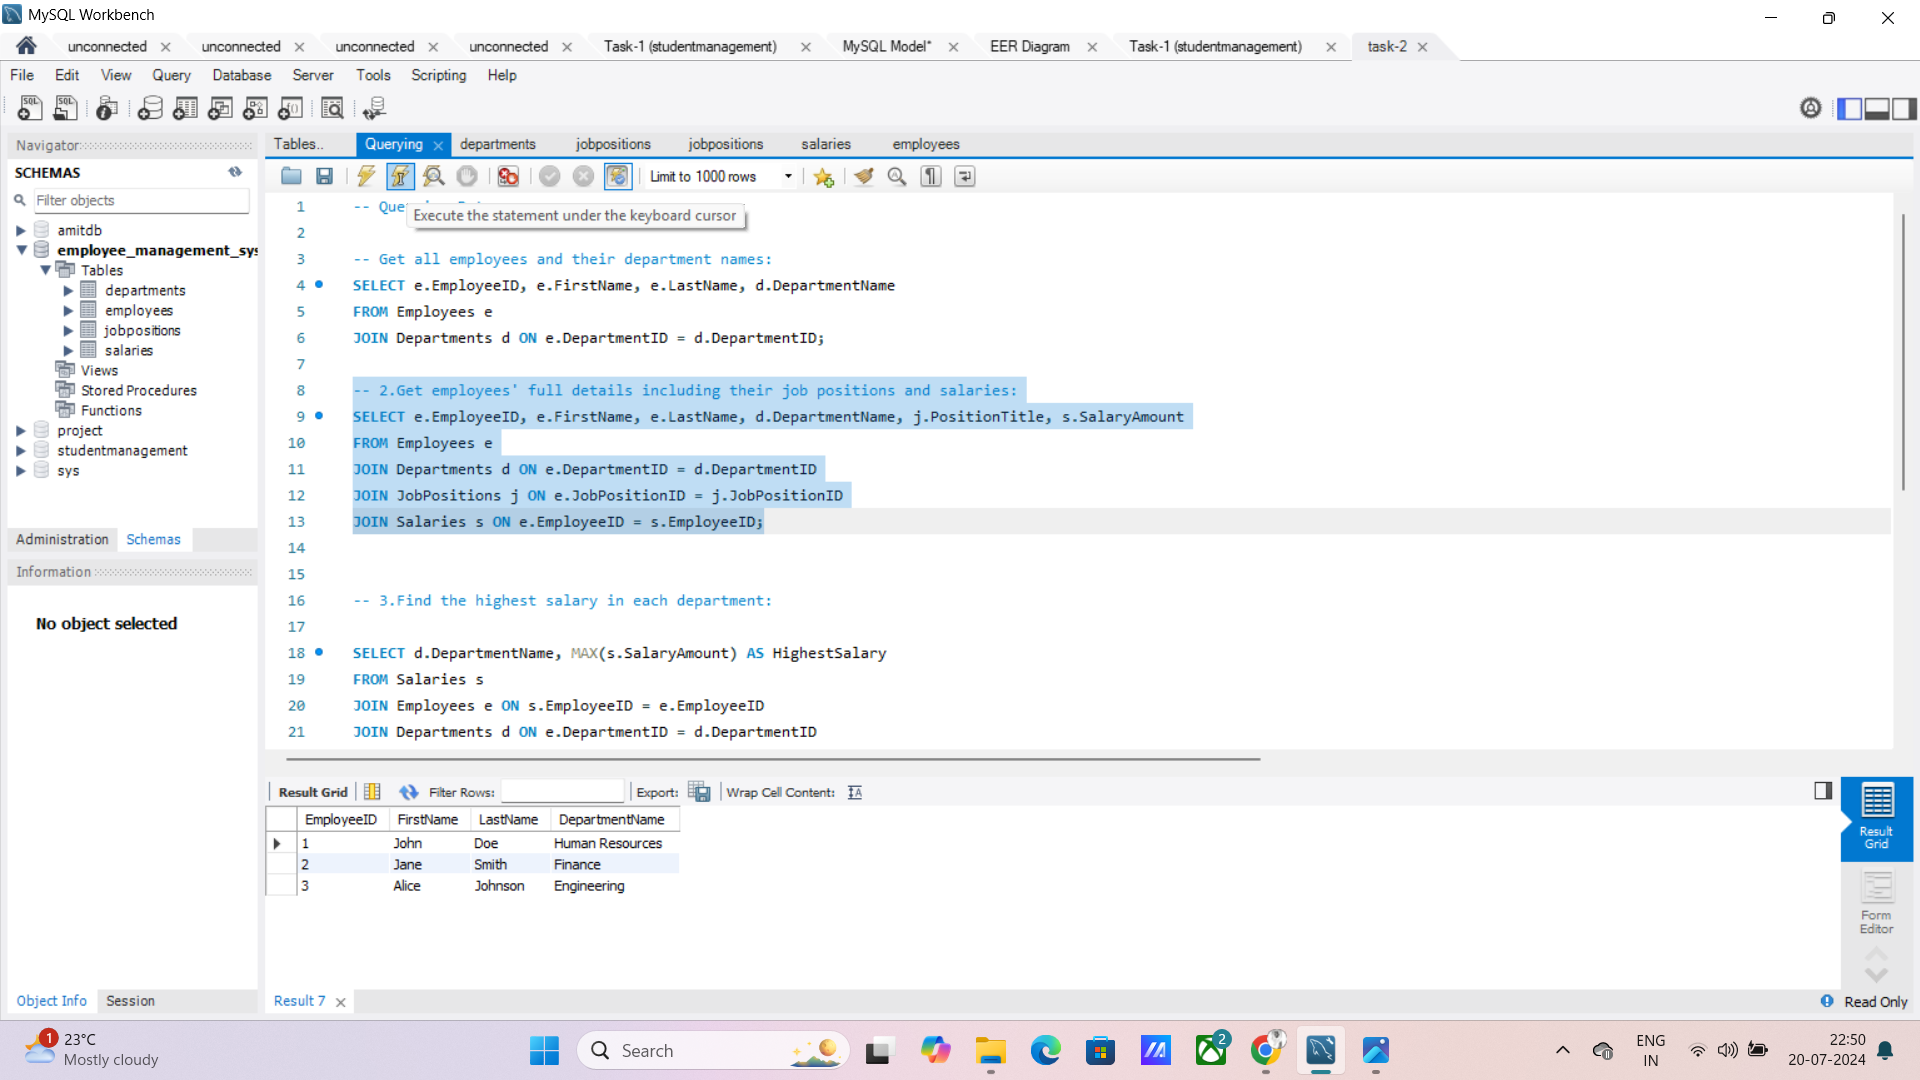 MySQL Workbench
unconnected
unconnected
unconnected
unconnected
Task-1 (studentmanagement)
MySQL Model*
EER Diagram
Task-1 (studentmanagement)
task-2
File Edit View Query Database Server Tools Scripting Help
Navigator
SCHEMAS
Filter objects
amitdb
employee_management_sys
Tables
departments
employees
jobpositions
salaries
Views
Stored Procedures
Functions
project
studentmanagement
sys
Administration Schemas
Information
No object selected
Object Info Session
Tables.. Querying departments jobpositions jobpositions salaries employees
Limit to 1000 rows
Execute the statement under the keyboard cursor
1 --
2
3 -- Get all employees and their department names:
4 SELECT e.EmployeeID, e.FirstName, e.LastName, d.DepartmentName
5 FROM Employees e
6 JOIN Departments d ON e.DepartmentID = d.DepartmentID;
7
8 -- 2.Get employees' full details including their job positions and salaries:
9 SELECT e.EmployeeID, e.FirstName, e.LastName, d.DepartmentName, j.PositionTitle, s.SalaryAmount
10 FROM Employees e
11 JOIN Departments d ON e.DepartmentID = d.DepartmentID
12 JOIN JobPositions j ON e.JobPositionID = j.JobPositionID
13 JOIN Salaries s ON e.EmployeeID = s.EmployeeID;
14
15
16 -- 3.Find the highest salary in each department:
17
18 SELECT d.DepartmentName, MAX(s.SalaryAmount) AS HighestSalary
19 FROM Salaries s
20 JOIN Employees e ON s.EmployeeID = e.EmployeeID
21 JOIN Departments d ON e.DepartmentID = d.DepartmentID
Result Grid Filter Rows: Export: Wrap Cell Content:
EmployeeID FirstName LastName DepartmentName
1 John Doe Human Resources
2 Jane Smith Finance
3 Alice Johnson Engineering
Result
Grid
Form
Editor
Result 7
Read Only
1
23°C
Mostly cloudy
Search
2
ENG
IN
22:50
20-07-2024